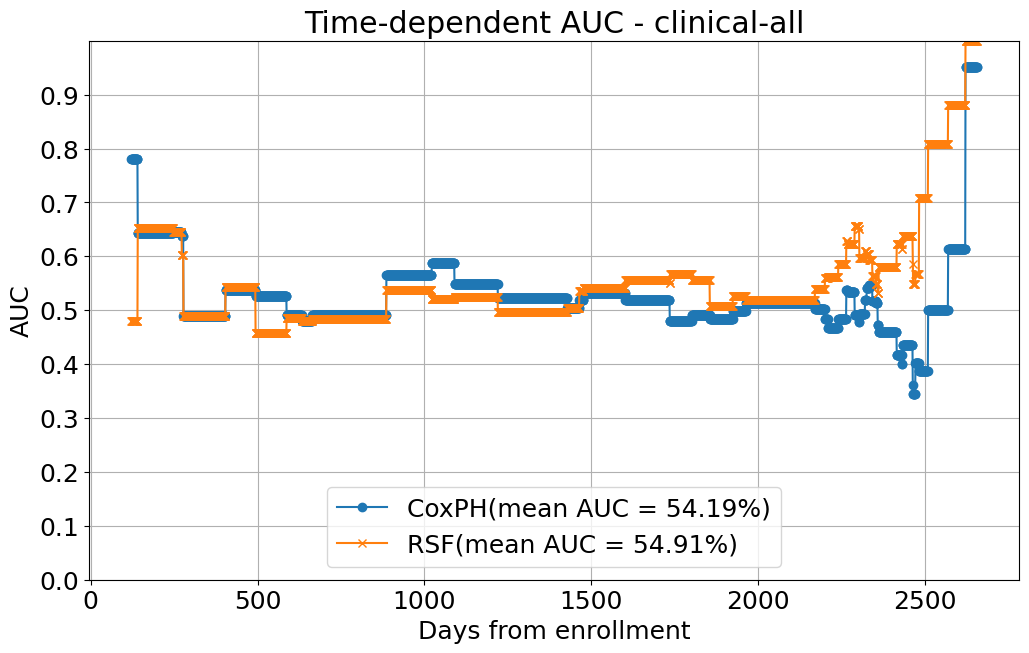 Time-dependent AUC - clinical-all
AUC
0.9
0.8
0.7
0.6
0.5
0.4
0.3
0.2
0.1
0.0
CoxPH(mean AUC = 54.19%)
RSF(mean AUC = 54.91%)
0 500 1000 1500 2000 2500
Days from enrollment